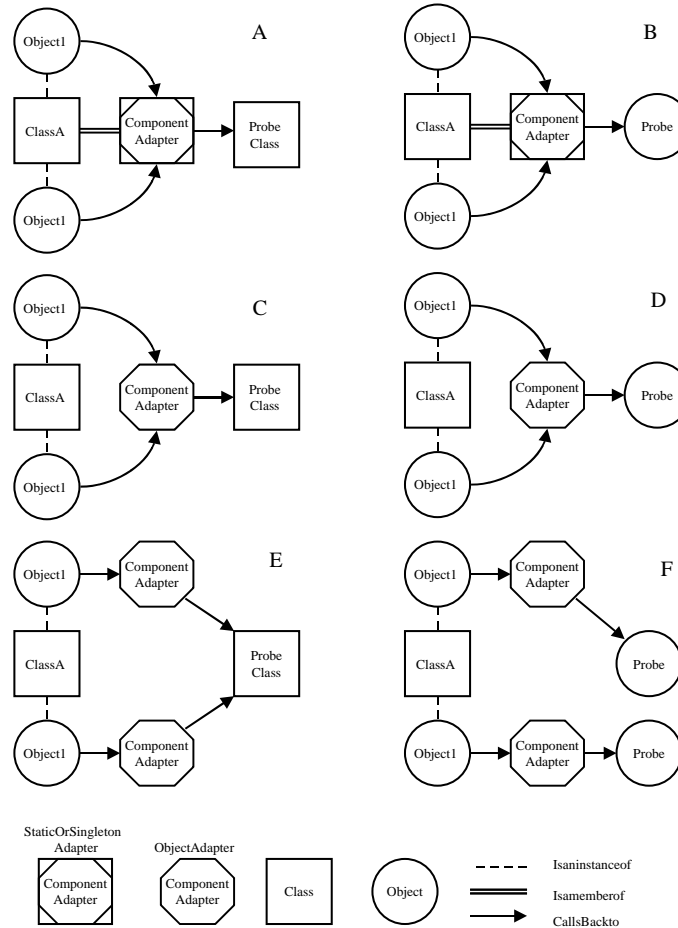 Object1
A
ClassA
Component
Adapter
Probe
Class
Object1
Object1
B
ClassA
Component
Adapter
Probe
Object1
Object1
C
ClassA
Component
Adapter
Probe
Class
Object1
Object1
D
ClassA
Component
Adapter
Probe
Object1
Object1
Component
Adapter
E
ClassA
Probe
Class
Object1
Component
Adapter
Object1
Component
Adapter
F
ClassA
Probe
Object1
Component
Adapter
Probe
StaticOrSingleton
Adapter
Component
Adapter
ObjectAdapter
Component
Adapter
Class
Object
Isaninstanceof
Isamemberof
CallsBackto